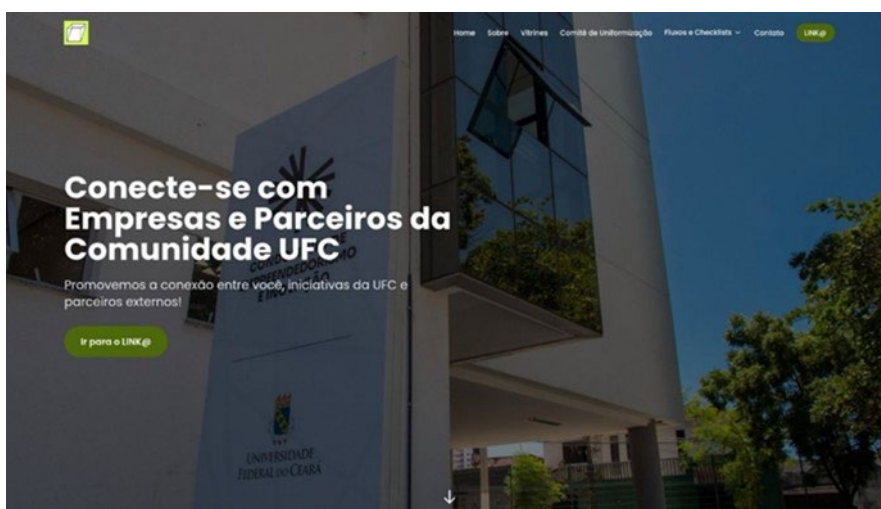 Home Sobre Vitrines Comitê de Uniformização Fluxos e Checklists Contato LINK@
Conecte-se com
Empresas e Parceiros da
Comunidade UFC
Promovemos a conexão entre você, iniciativas da UFC e
parceiros externos!
Ir para o LINK@
UNIVERSIDADE
FEDERAL DO CEARÁ